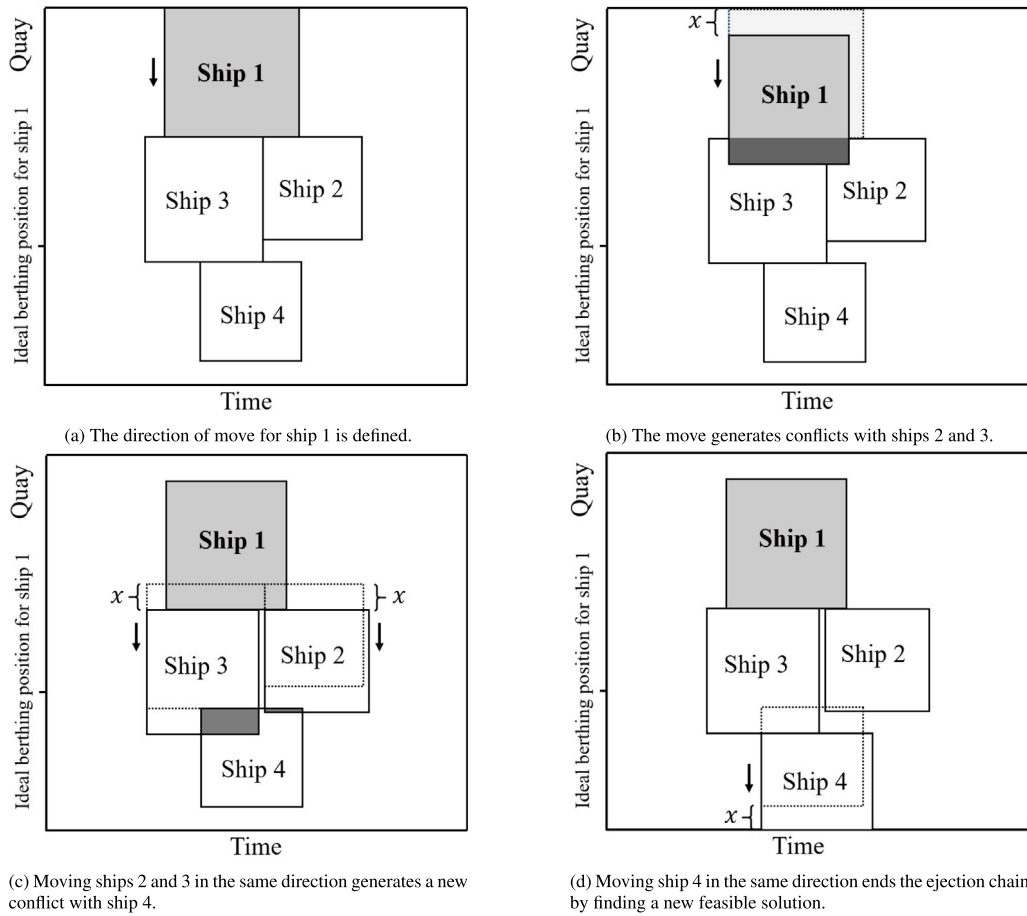 Quay
Ideal berthing position for ship 1
Ship 1
Ship 3
Ship 2
Ship 4
Time
(a) The direction of move for ship 1 is defined.
Quay
Ideal berthing position for ship 1
x
Ship 1
Ship 3
Ship 2
Ship 4
Time
(b) The move generates conflicts with ships 2 and 3.
Quay
Ideal berthing position for ship 1
Ship 1
x
x
Ship 3
Ship 2
Ship 4
Time
(c) Moving ships 2 and 3 in the same direction generates a new
conflict with ship 4.
Quay
Ideal berthing position for ship 1
Ship 1
Ship 3
Ship 2
Ship 4
x
Time
(d) Moving ship 4 in the same direction ends the ejection chain
by finding a new feasible solution.